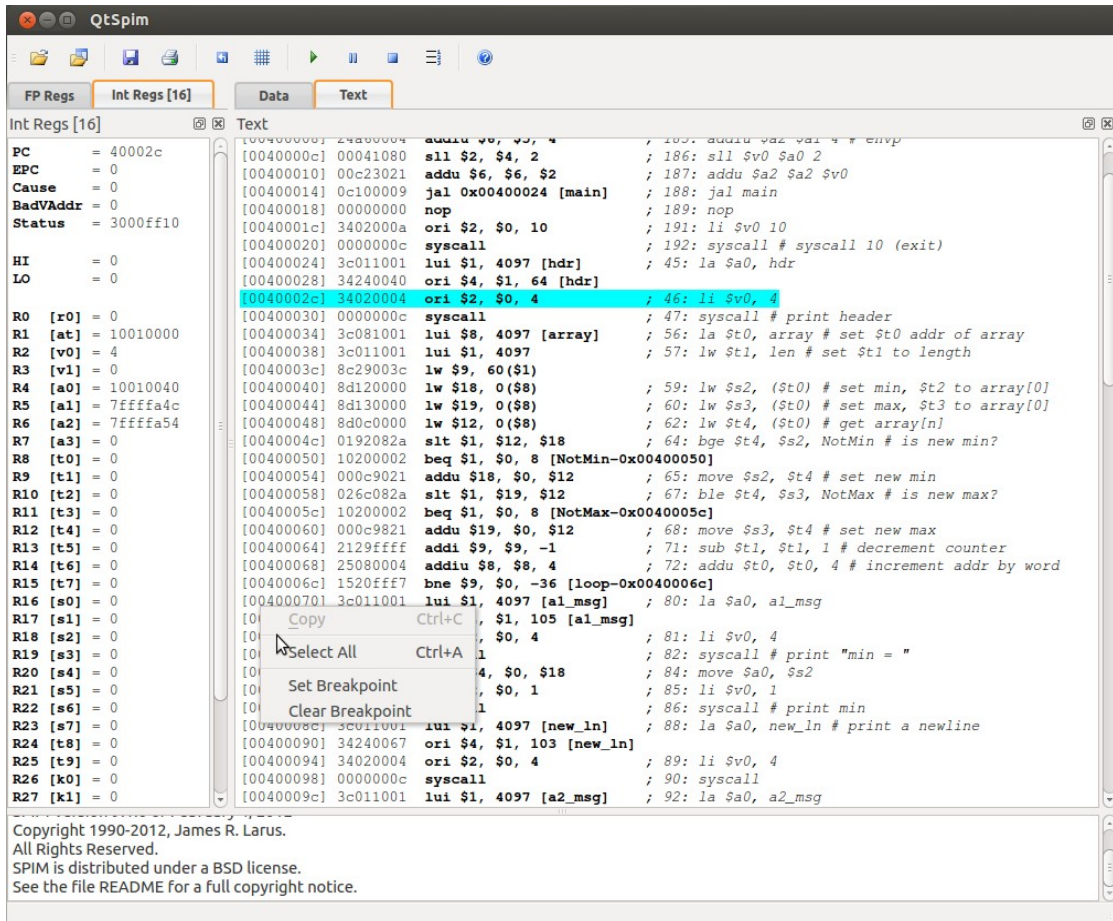 QtSpim
FP Regs
Int Regs [16]
Data
Text
Int Regs [16]
PC       = 40002c
EPC      = 0
Cause    = 0
BadVAddr = 0
Status   = 3000ff10
HI       = 0
LO       = 0
R0  [r0] = 0
R1  [at] = 10010000
R2  [v0] = 4
R3  [v1] = 0
R4  [a0] = 10010040
R5  [a1] = 7ffffa4c
R6  [a2] = 7ffffa54
R7  [a3] = 0
R8  [t0] = 0
R9  [t1] = 0
R10 [t2] = 0
R11 [t3] = 0
R12 [t4] = 0
R13 [t5] = 0
R14 [t6] = 0
R15 [t7] = 0
R16 [s0] = 0
R17 [s1] = 0
R18 [s2] = 0
R19 [s3] = 0
R20 [s4] = 0
R21 [s5] = 0
R22 [s6] = 0
R23 [s7] = 0
R24 [t8] = 0
R25 [t9] = 0
R26 [k0] = 0
R27 [k1] = 0
Text
[00400008] 24a60004 addiu $6, $5, 4 ; 185: addiu $a2 $a1 4 # envp
[0040000c] 00041080 sll $2, $4, 2 ; 186: sll $v0 $a0 2
[00400010] 00c23021 addu $6, $6, $2 ; 187: addu $a2 $a2 $v0
[00400014] 0c100009 jal 0x00400024 [main] ; 188: jal main
[00400018] 00000000 nop ; 189: nop
[0040001c] 3402000a ori $2, $0, 10 ; 191: li $v0 10
[00400020] 0000000c syscall ; 192: syscall # syscall 10 (exit)
[00400024] 3c011001 lui $1, 4097 [hdr] ; 45: la $a0, hdr
[00400028] 34240040 ori $4, $1, 64 [hdr]
[0040002c] 34020004 ori $2, $0, 4 ; 46: li $v0, 4
[00400030] 0000000c syscall ; 47: syscall # print header
[00400034] 3c081001 lui $8, 4097 [array] ; 56: la $t0, array # set $t0 addr of array
[00400038] 3c011001 lui $1, 4097 ; 57: lw $t1, len # set $t1 to length
[0040003c] 8c29003c lw $9, 60($1)
[00400040] 8d120000 lw $18, 0($8) ; 59: lw $s2, ($t0) # set min, $t2 to array[0]
[00400044] 8d130000 lw $19, 0($8) ; 60: lw $s3, ($t0) # set max, $t3 to array[0]
[00400048] 8d0c0000 lw $12, 0($8) ; 62: lw $t4, ($t0) # get array[n]
[0040004c] 0192082a slt $1, $12, $18 ; 64: bge $t4, $s2, NotMin # is new min?
[00400050] 10200002 beq $1, $0, 8 [NotMin-0x00400050]
[00400054] 000c9021 addu $18, $0, $12 ; 65: move $s2, $t4 # set new min
[00400058] 026c082a slt $1, $19, $12 ; 67: ble $t4, $s3, NotMax # is new max?
[0040005c] 10200002 beq $1, $0, 8 [NotMax-0x0040005c]
[00400060] 000c9821 addu $19, $0, $12 ; 68: move $s3, $t4 # set new max
[00400064] 2129ffff addi $9, $9, -1 ; 71: sub $t1, $t1, 1 # decrement counter
[00400068] 25080004 addiu $8, $8, 4 ; 72: addu $t0, $t0, 4 # increment addr by word
[0040006c] 1520fff7 bne $9, $0, -36 [loop-0x0040006c]
[00400070] 3c011001 lui $1, 4097 [a1_msg] ; 80: la $a0, a1_msg
[00 , $1, 105 [a1_msg]
, $0, 4 ; 81: li $v0, 4
; 82: syscall # print "min = "
[00 4, $0, $18 ; 84: move $a0, $s2
[00 , $0, 1 ; 85: li $v0, 1
; 86: syscall # print min
[0040008c] 3c011001 lui $1, 4097 [new_ln] ; 88: la $a0, new_ln # print a newline
[00400090] 34240067 ori $4, $1, 103 [new_ln]
[00400094] 34020004 ori $2, $0, 4 ; 89: li $v0, 4
[00400098] 0000000c syscall ; 90: syscall
[0040009c] 3c011001 lui $1, 4097 [a2_msg] ; 92: la $a0, a2_msg
Copy Ctrl+C
Select All Ctrl+A
Set Breakpoint
Clear Breakpoint
Copyright 1990-2012, James R. Larus.
All Rights Reserved.
SPIM is distributed under a BSD license.
See the file README for a full copyright notice.